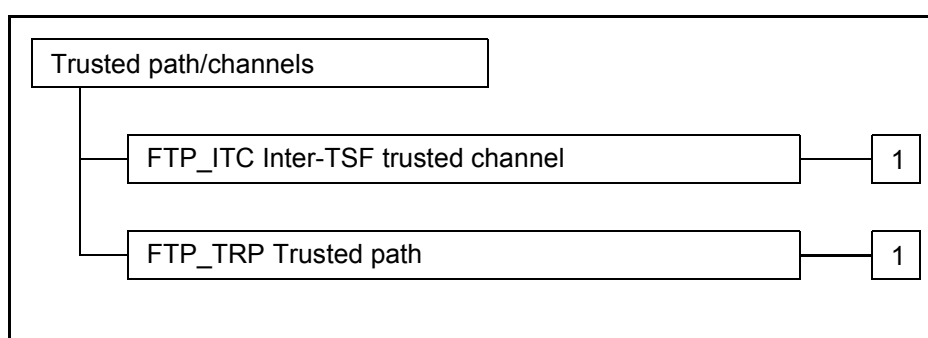 Trusted path/channels
FTP_ITC Inter-TSF trusted channel
1
FTP_TRP Trusted path
1